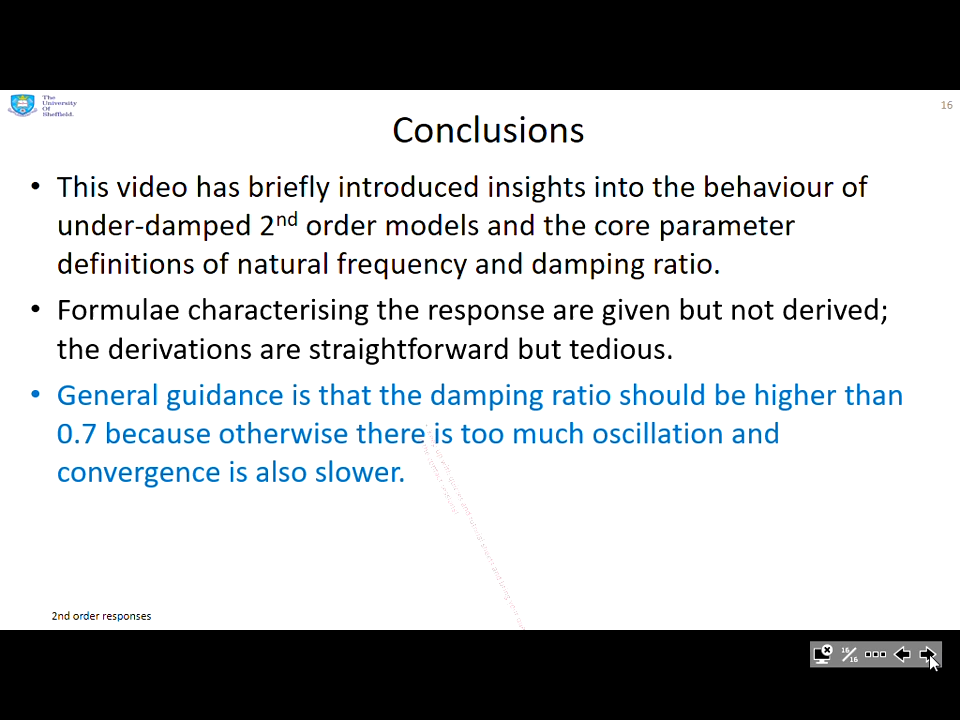 The
University
Of
Sheffield.
16
Conclusions
• This video has briefly introduced insights into the behaviour of
under-damped 2nd order models and the core parameter
definitions of natural frequency and damping ratio.
• Formulae characterising the response are given but not derived;
the derivations are straightforward but tedious.
• General guidance is that the damping ratio should be higher than
0.7 because otherwise there is too much oscillation and
convergence is also slower.
2nd order responses
16/16